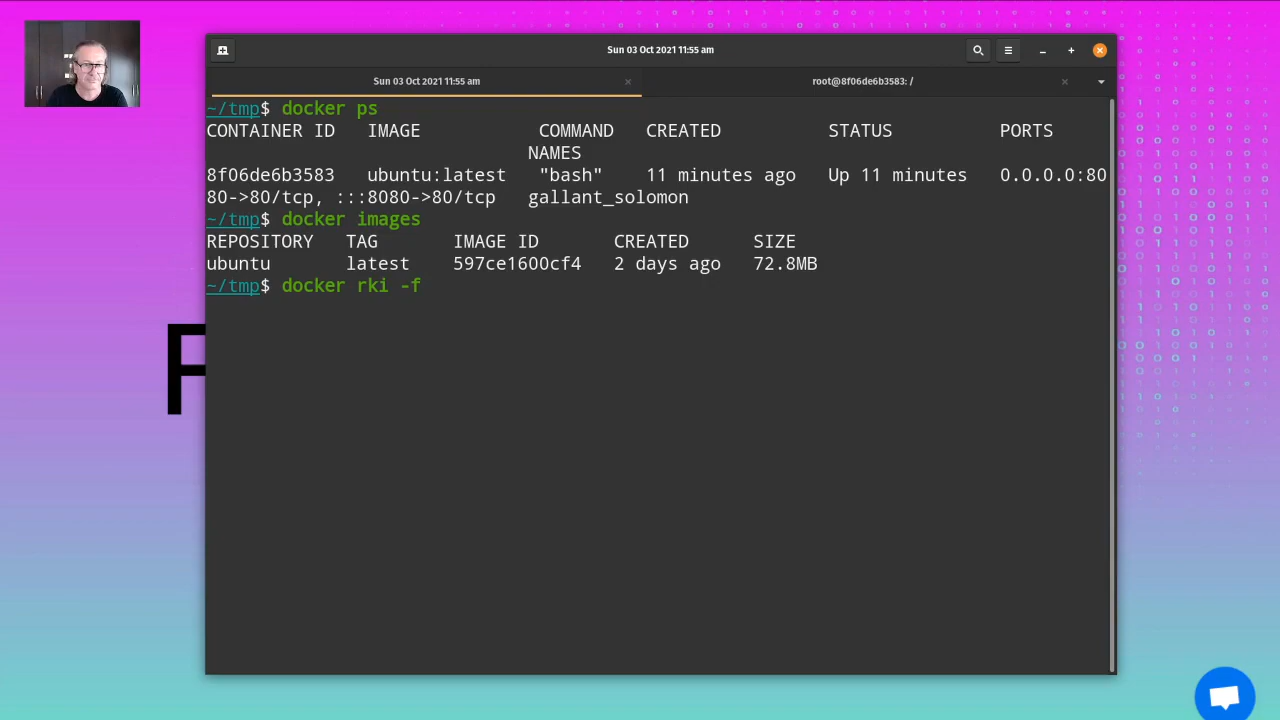 Sun 03 Oct 2021 11:55 am
Sun 03 Oct 2021 11:55 am
root@8f06de6b3583: /
~/tmp$ docker ps
CONTAINER ID IMAGE COMMAND CREATED STATUS PORTS
NAMES
8f06de6b3583 ubuntu:latest "bash" 11 minutes ago Up 11 minutes 0.0.0.0:80
80->80/tcp, :::8080->80/tcp gallant_solomon
~/tmp$ docker images
REPOSITORY TAG IMAGE ID CREATED SIZE
ubuntu latest 597ce1600cf4 2 days ago 72.8MB
~/tmp$ docker rki -f
F